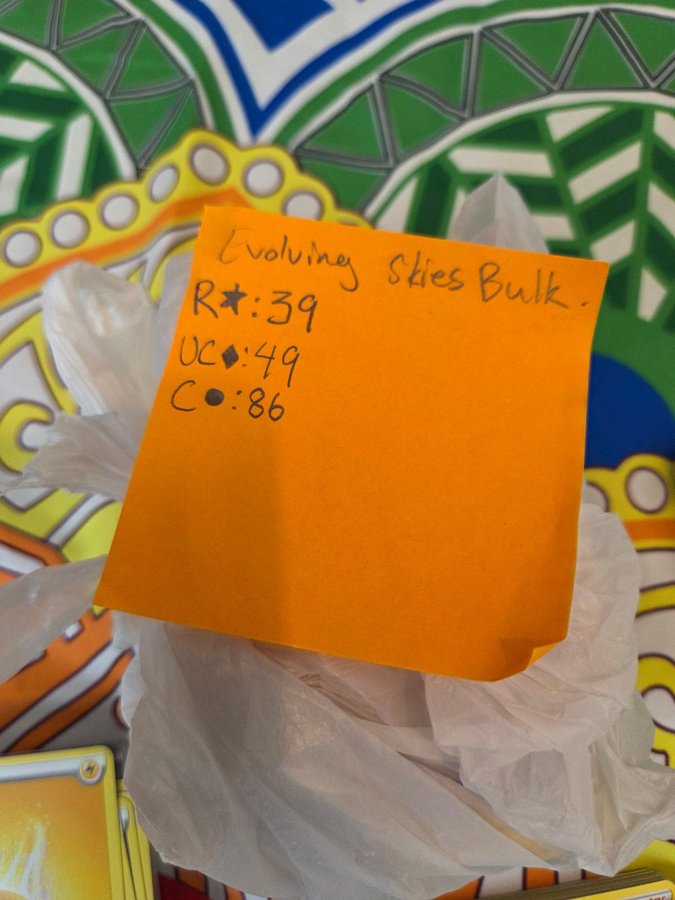 Evolving Skies Bulk.
R★:39
UC♦:49
C●:86